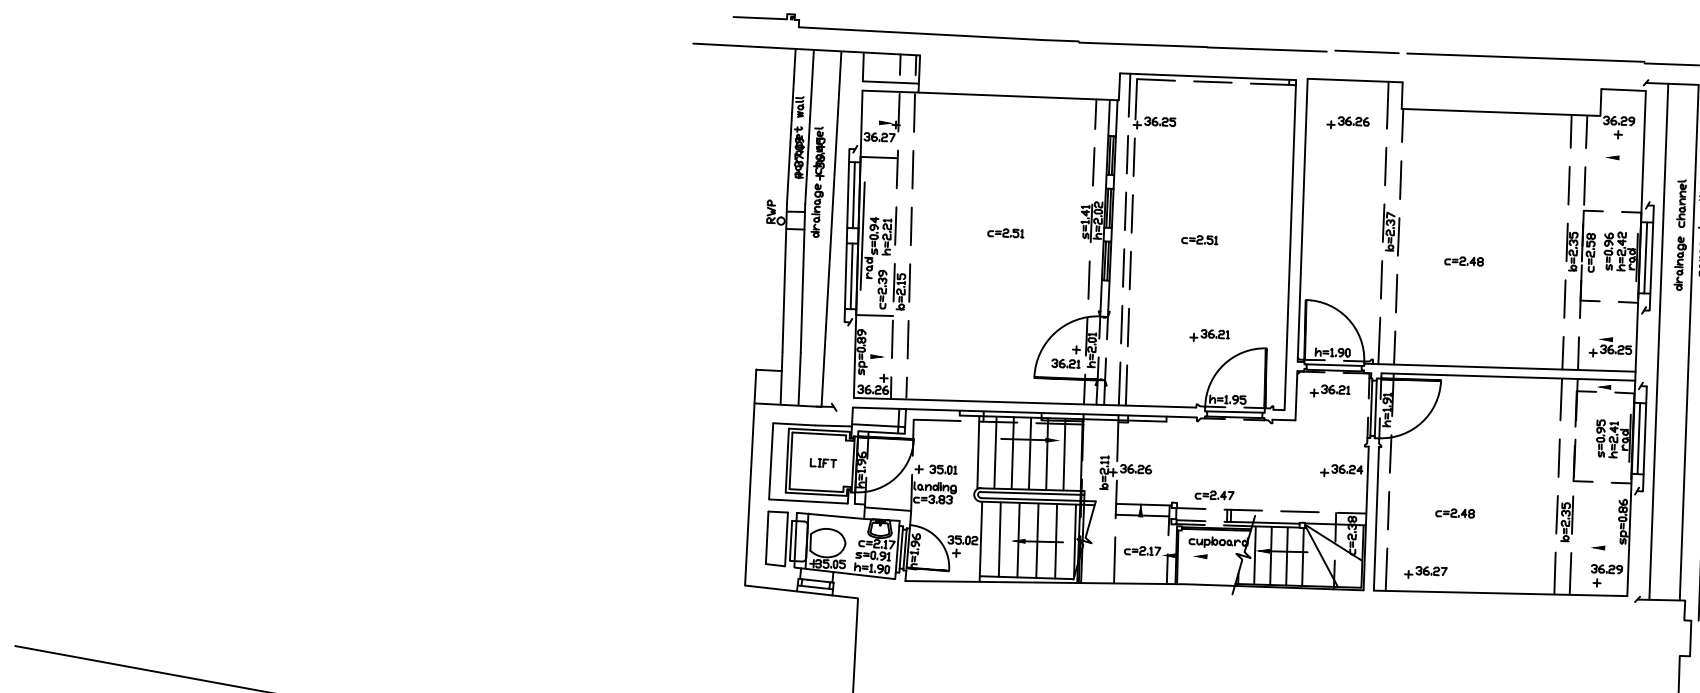 drainage channel
RWP
36.27
s=0.94
h=2.21
rad
c=2.39
b=2.15
sp=0.89
36.26
c=2.51
s=1.41
h=2.02
h=2.01
36.21
36.25
c=2.51
36.21
h=1.95
36.26
b=2.37
c=2.48
h=1.90
36.29
b=2.35
c=2.58
s=0.96
h=2.42
rad
36.25
drainage channel
36.21
h=1.91
s=0.95
h=2.41
rad
LIFT
h=1.96
35.01
landing
c=3.83
b=2.11
36.26
36.24
c=2.47
c=2.48
b=2.35
sp=0.86
c=2.17
s=0.91
h=1.90
35.05
h=1.96
35.02
c=2.17
cupboard
c=2.38
36.27
36.29